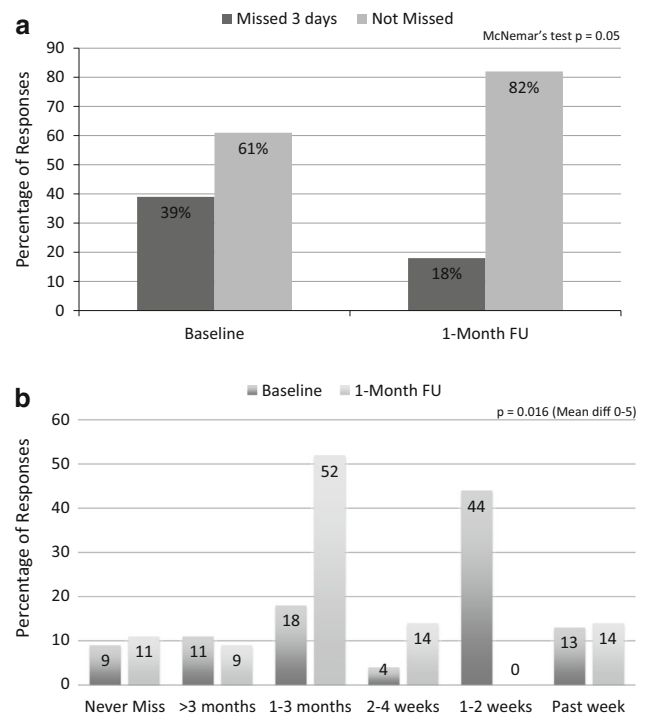 a
Missed 3 days Not Missed
McNemar's test p = 0.05
Percentage of Responses
90
80
70
60
50
40
30
20
10
0
39%
61%
18%
82%
Baseline 1-Month FU
b
Baseline 1-Month FU
p = 0.016 (Mean diff 0-5)
Percentage of Responses
60
50
40
30
20
10
0
9 11 11 9 18 52 4 14 44 0 13 14
Never Miss >3 months 1-3 months 2-4 weeks 1-2 weeks Past week